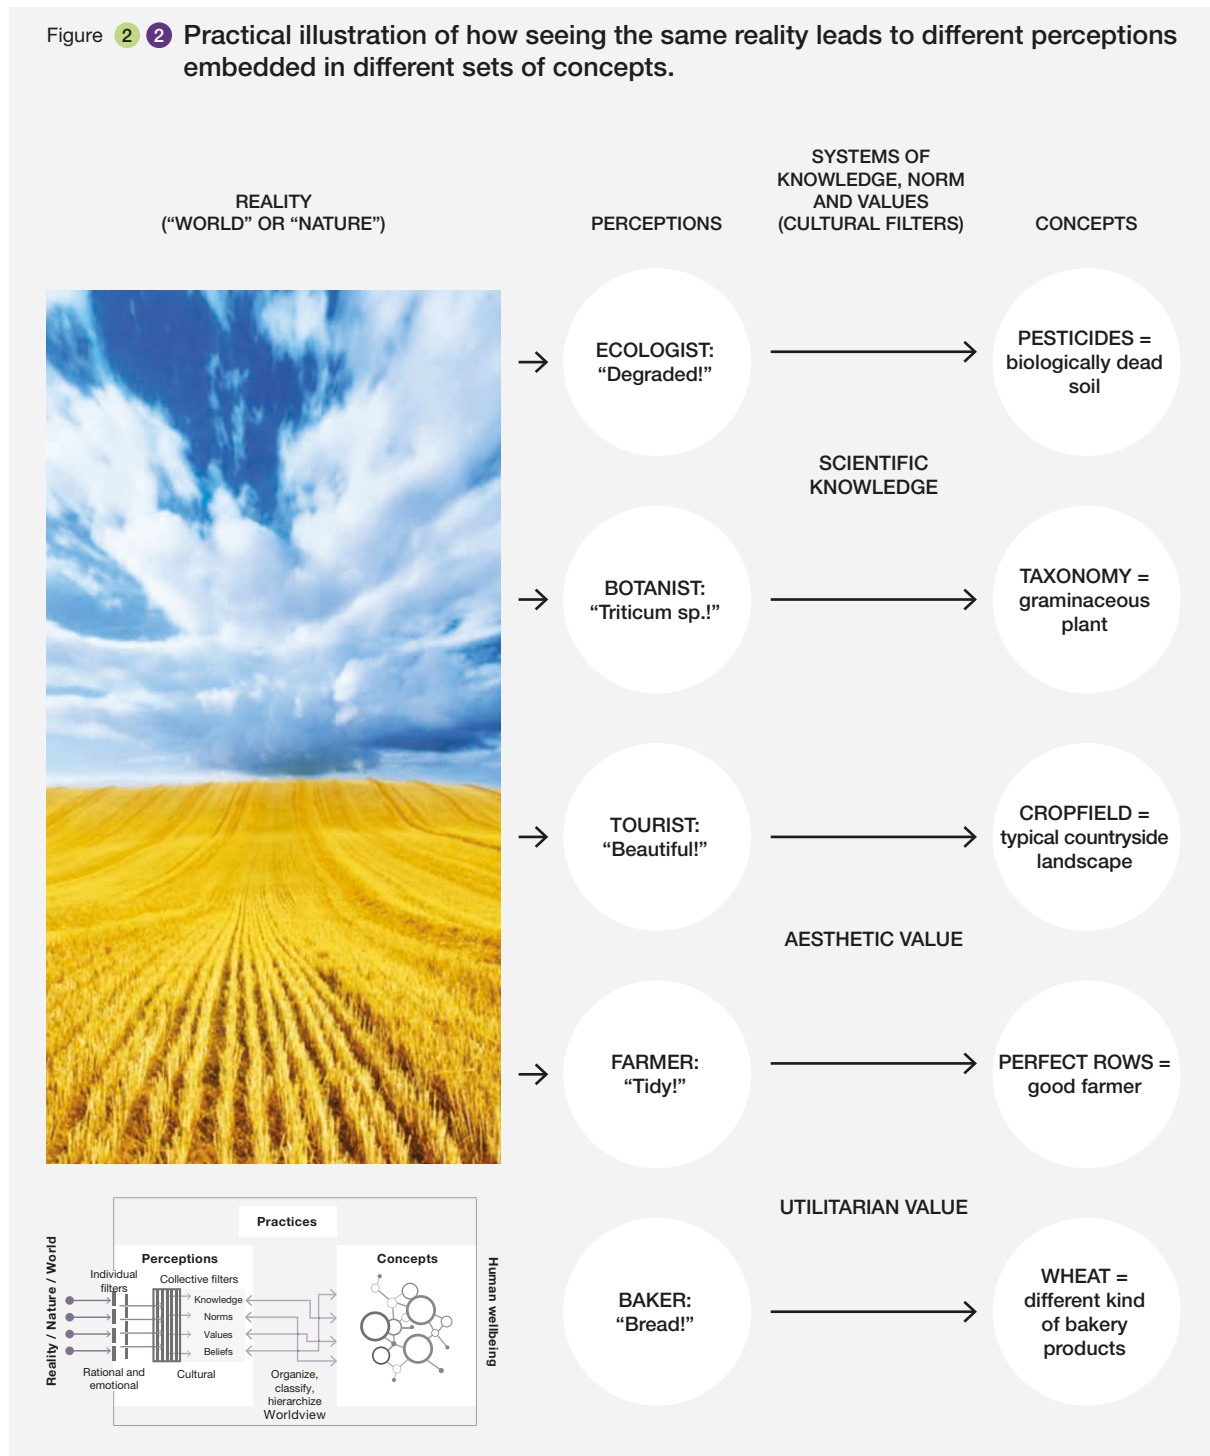 Figure 2 2 Practical illustration of how seeing the same reality leads to different perceptions
embedded in different sets of concepts.
REALITY
(“WORLD” OR “NATURE”)
PERCEPTIONS
SYSTEMS OF
KNOWLEDGE, NORM
AND VALUES
(CULTURAL FILTERS)
CONCEPTS
ECOLOGIST:
“Degraded!”
PESTICIDES =
biologically dead
soil
SCIENTIFIC
KNOWLEDGE
BOTANIST:
“Triticum sp.!”
TAXONOMY =
graminaceous
plant
TOURIST:
“Beautiful!”
CROPFIELD =
typical countryside
landscape
AESTHETIC VALUE
FARMER:
“Tidy!”
PERFECT ROWS =
good farmer
UTILITARIAN VALUE
BAKER:
“Bread!”
WHEAT =
different kind
of bakery
products
Reality / Nature / World
Practices
Perceptions
Individual
filters
Collective filters
Knowledge
Norms
Values
Beliefs
Rational and
emotional
Cultural
Concepts
Organize,
classify,
hierarchize
Worldview
Human wellbeing